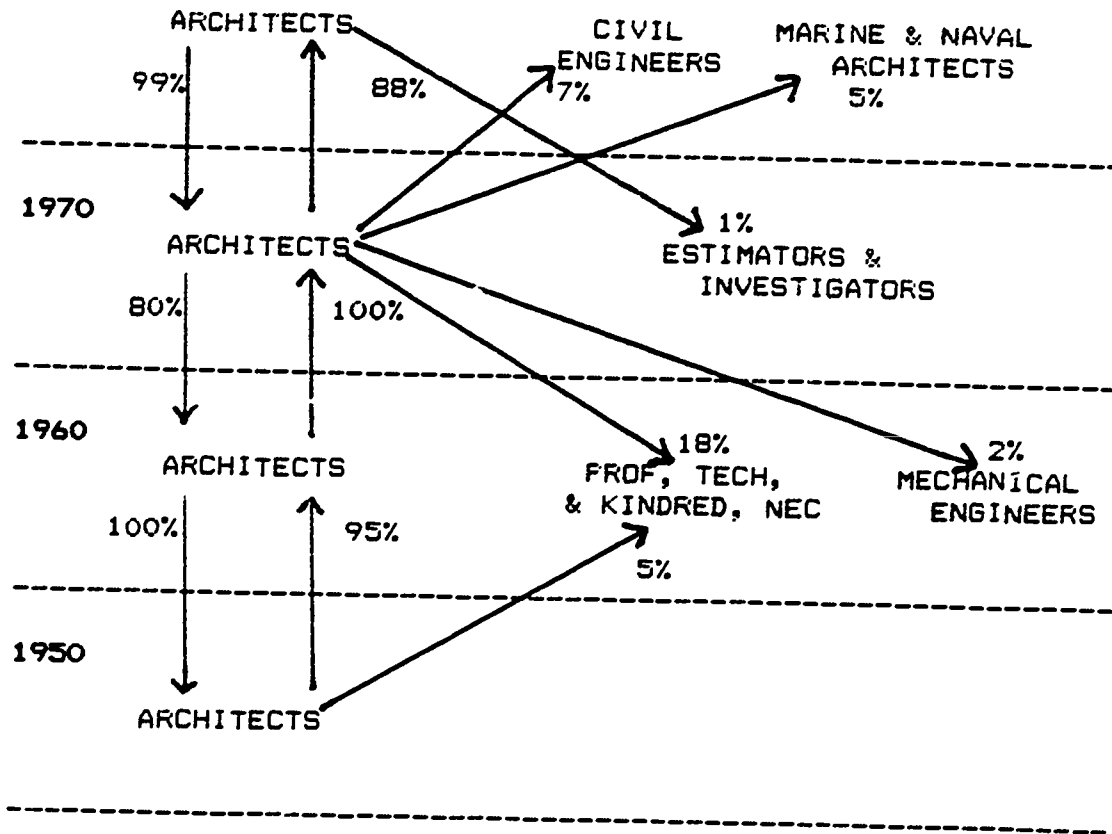 ARCHITECTS
CIVIL
ENGINEERS
7%
MARINE & NAVAL
ARCHITECTS
5%
99%
88%
1970
ARCHITECTS
1%
ESTIMATORS &
INVESTIGATORS
80%
100%
1960
ARCHITECTS
18%
PROF, TECH,
& KINDRED, NEC
2%
MECHANICAL
ENGINEERS
100%
95%
5%
1950
ARCHITECTS